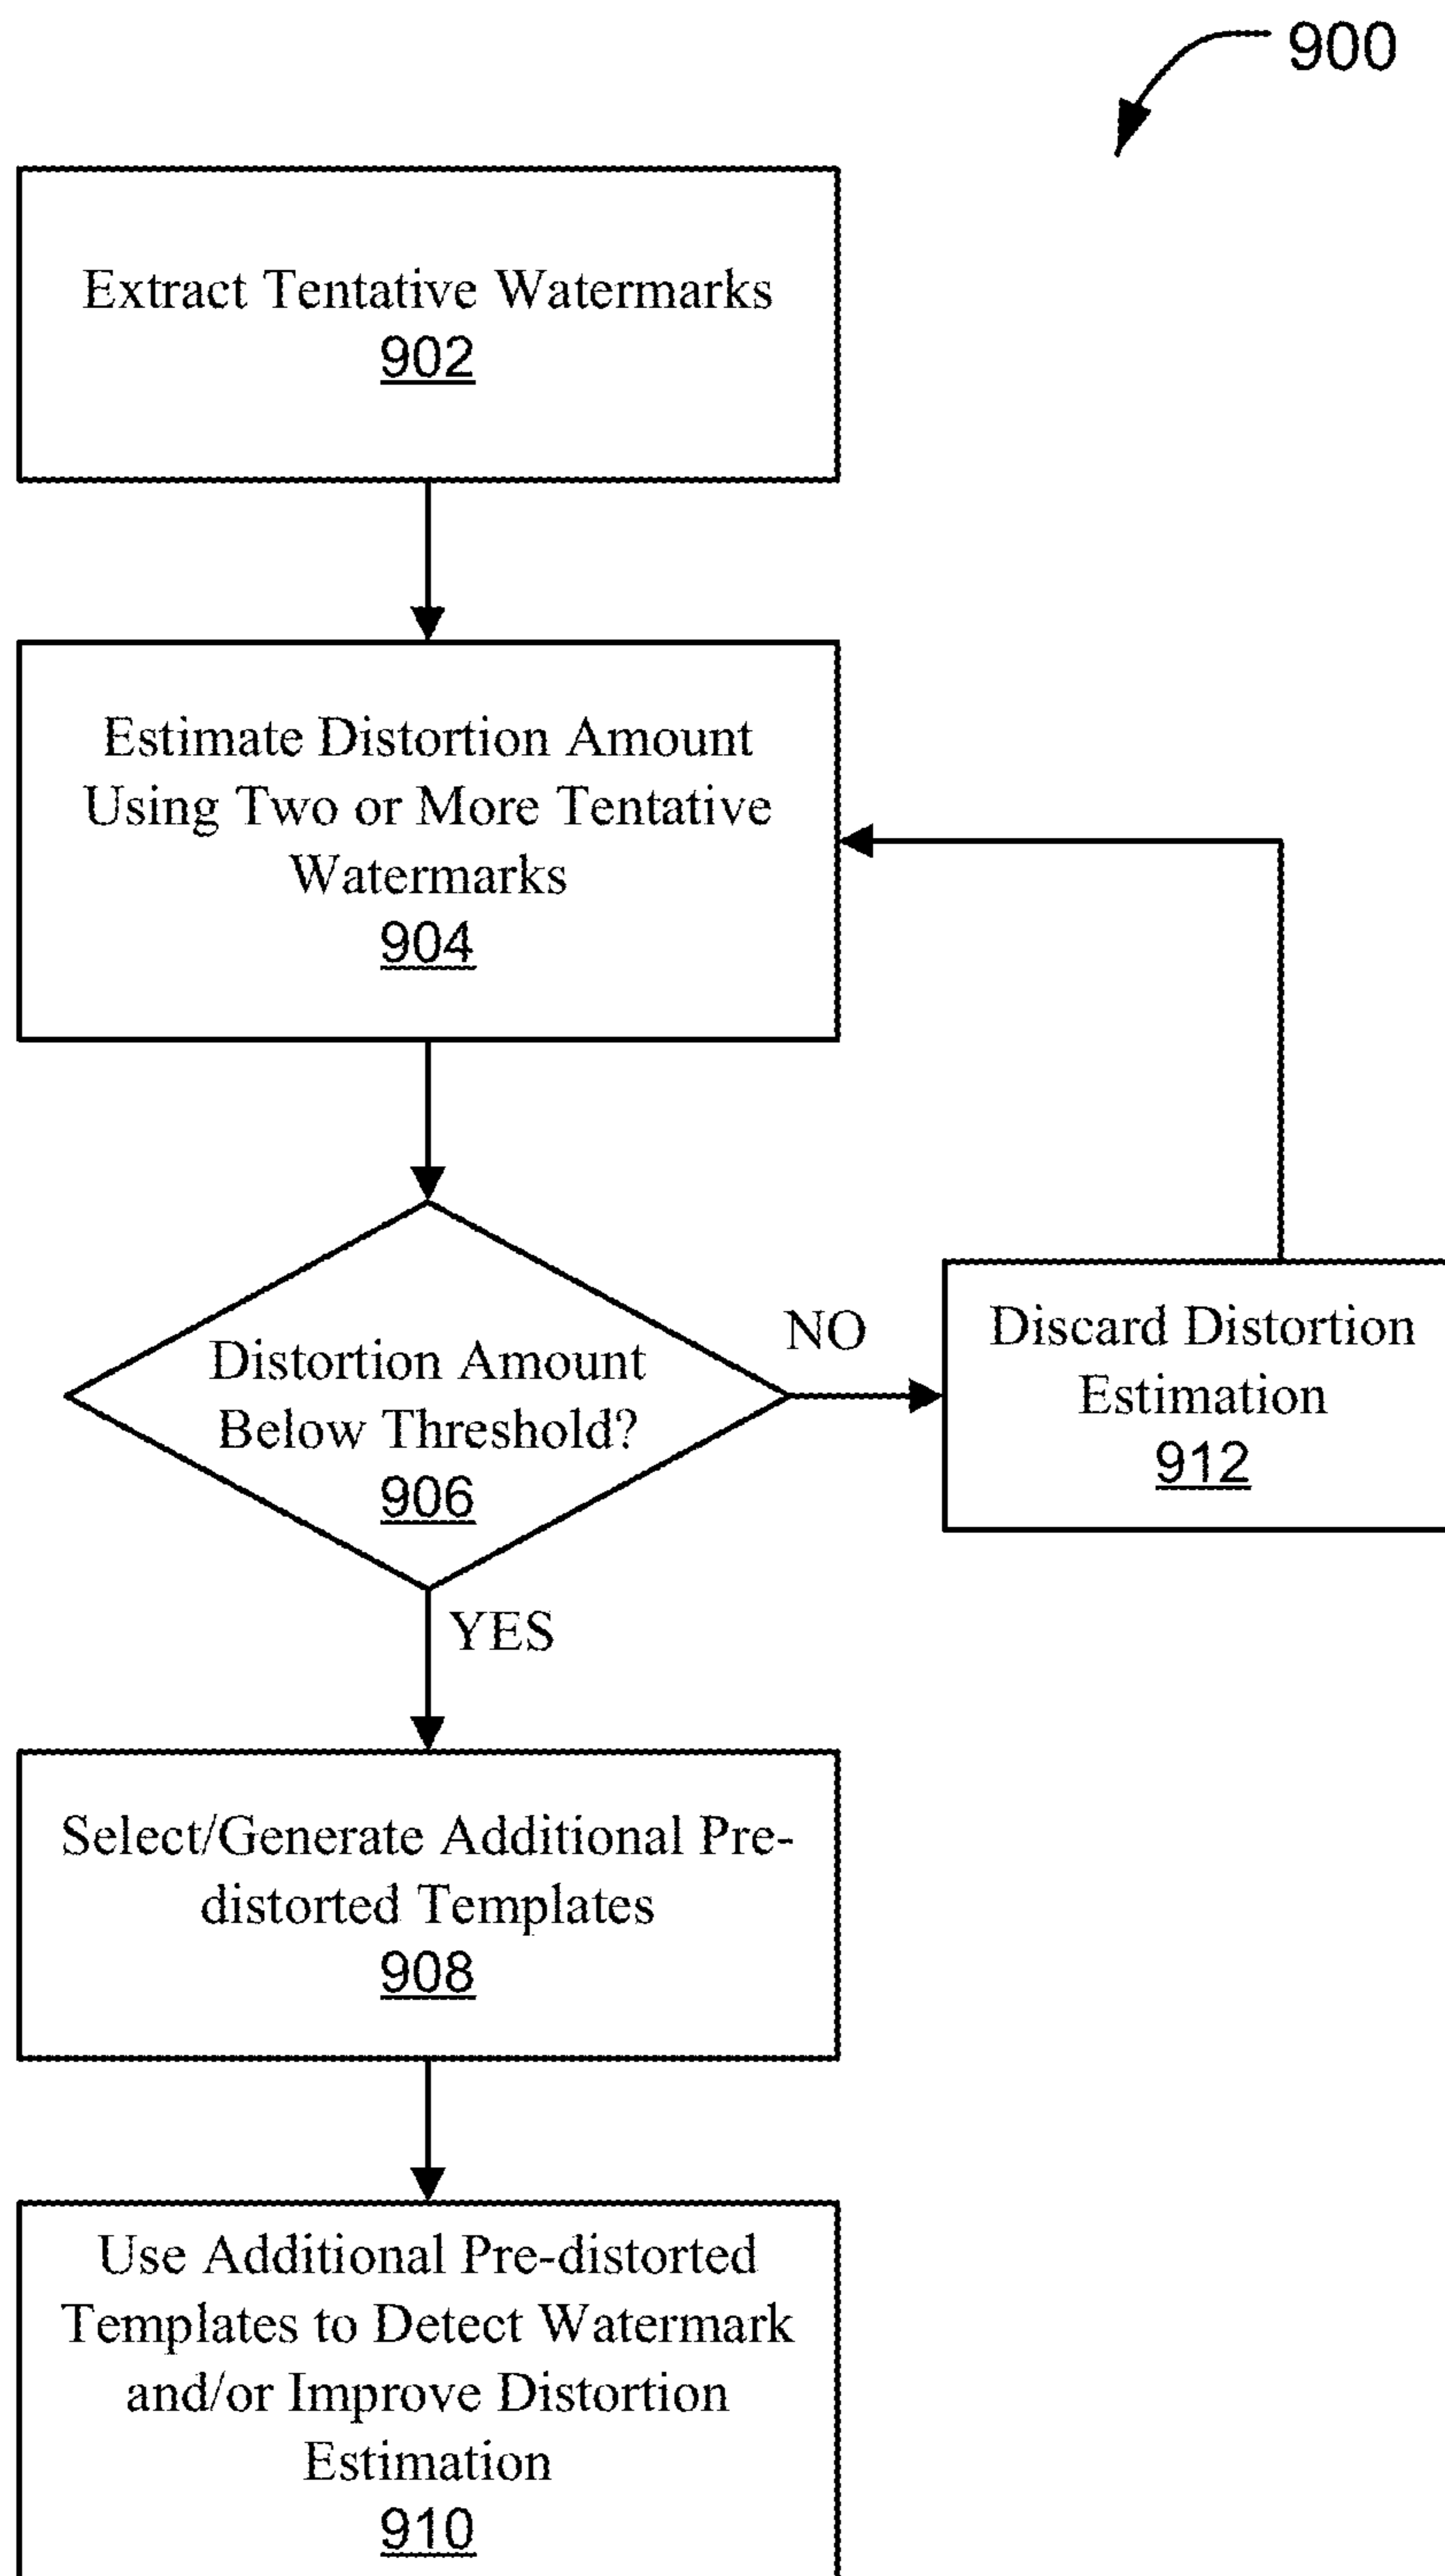 900
Extract Tentative Watermarks
902
Estimate Distortion Amount
Using Two or More Tentative
Watermarks
904
Distortion Amount
Below Threshold?
906
NO
Discard Distortion
Estimation
912
YES
Select/Generate Additional Pre-
distorted Templates
908
Use Additional Pre-distorted
Templates to Detect Watermark
and/or Improve Distortion
Estimation
910